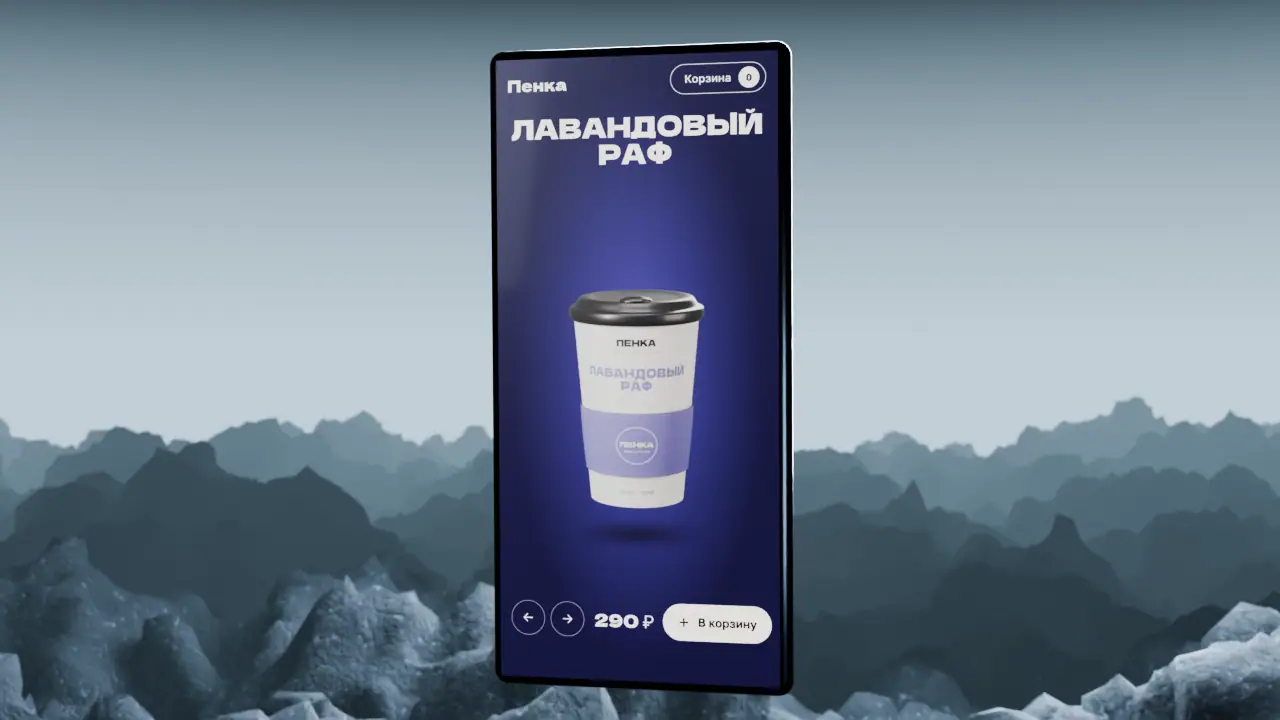 Пенка
Корзина 0
ЛАВАНДОВЫЙ
РАФ
ПЕНКА
ЛАВАНДОВЫЙ
РАФ
ПЕНКА
290 ₽
+ В корзину